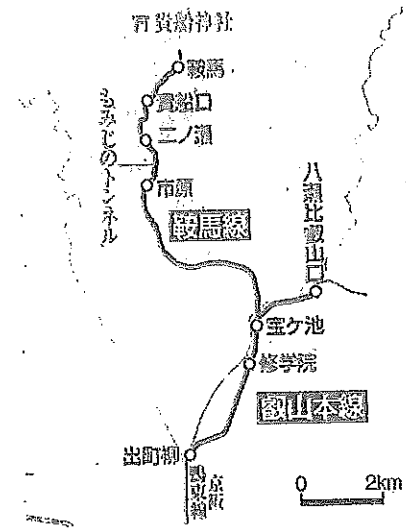 貴船神社
鞍馬
貴船口
二ノ瀬
もみじのトンネル
市原
鞍馬線
八瀬比叡山口
宝ケ池
修学院
叡山本線
出町柳
京阪
鴨東線
0 2km